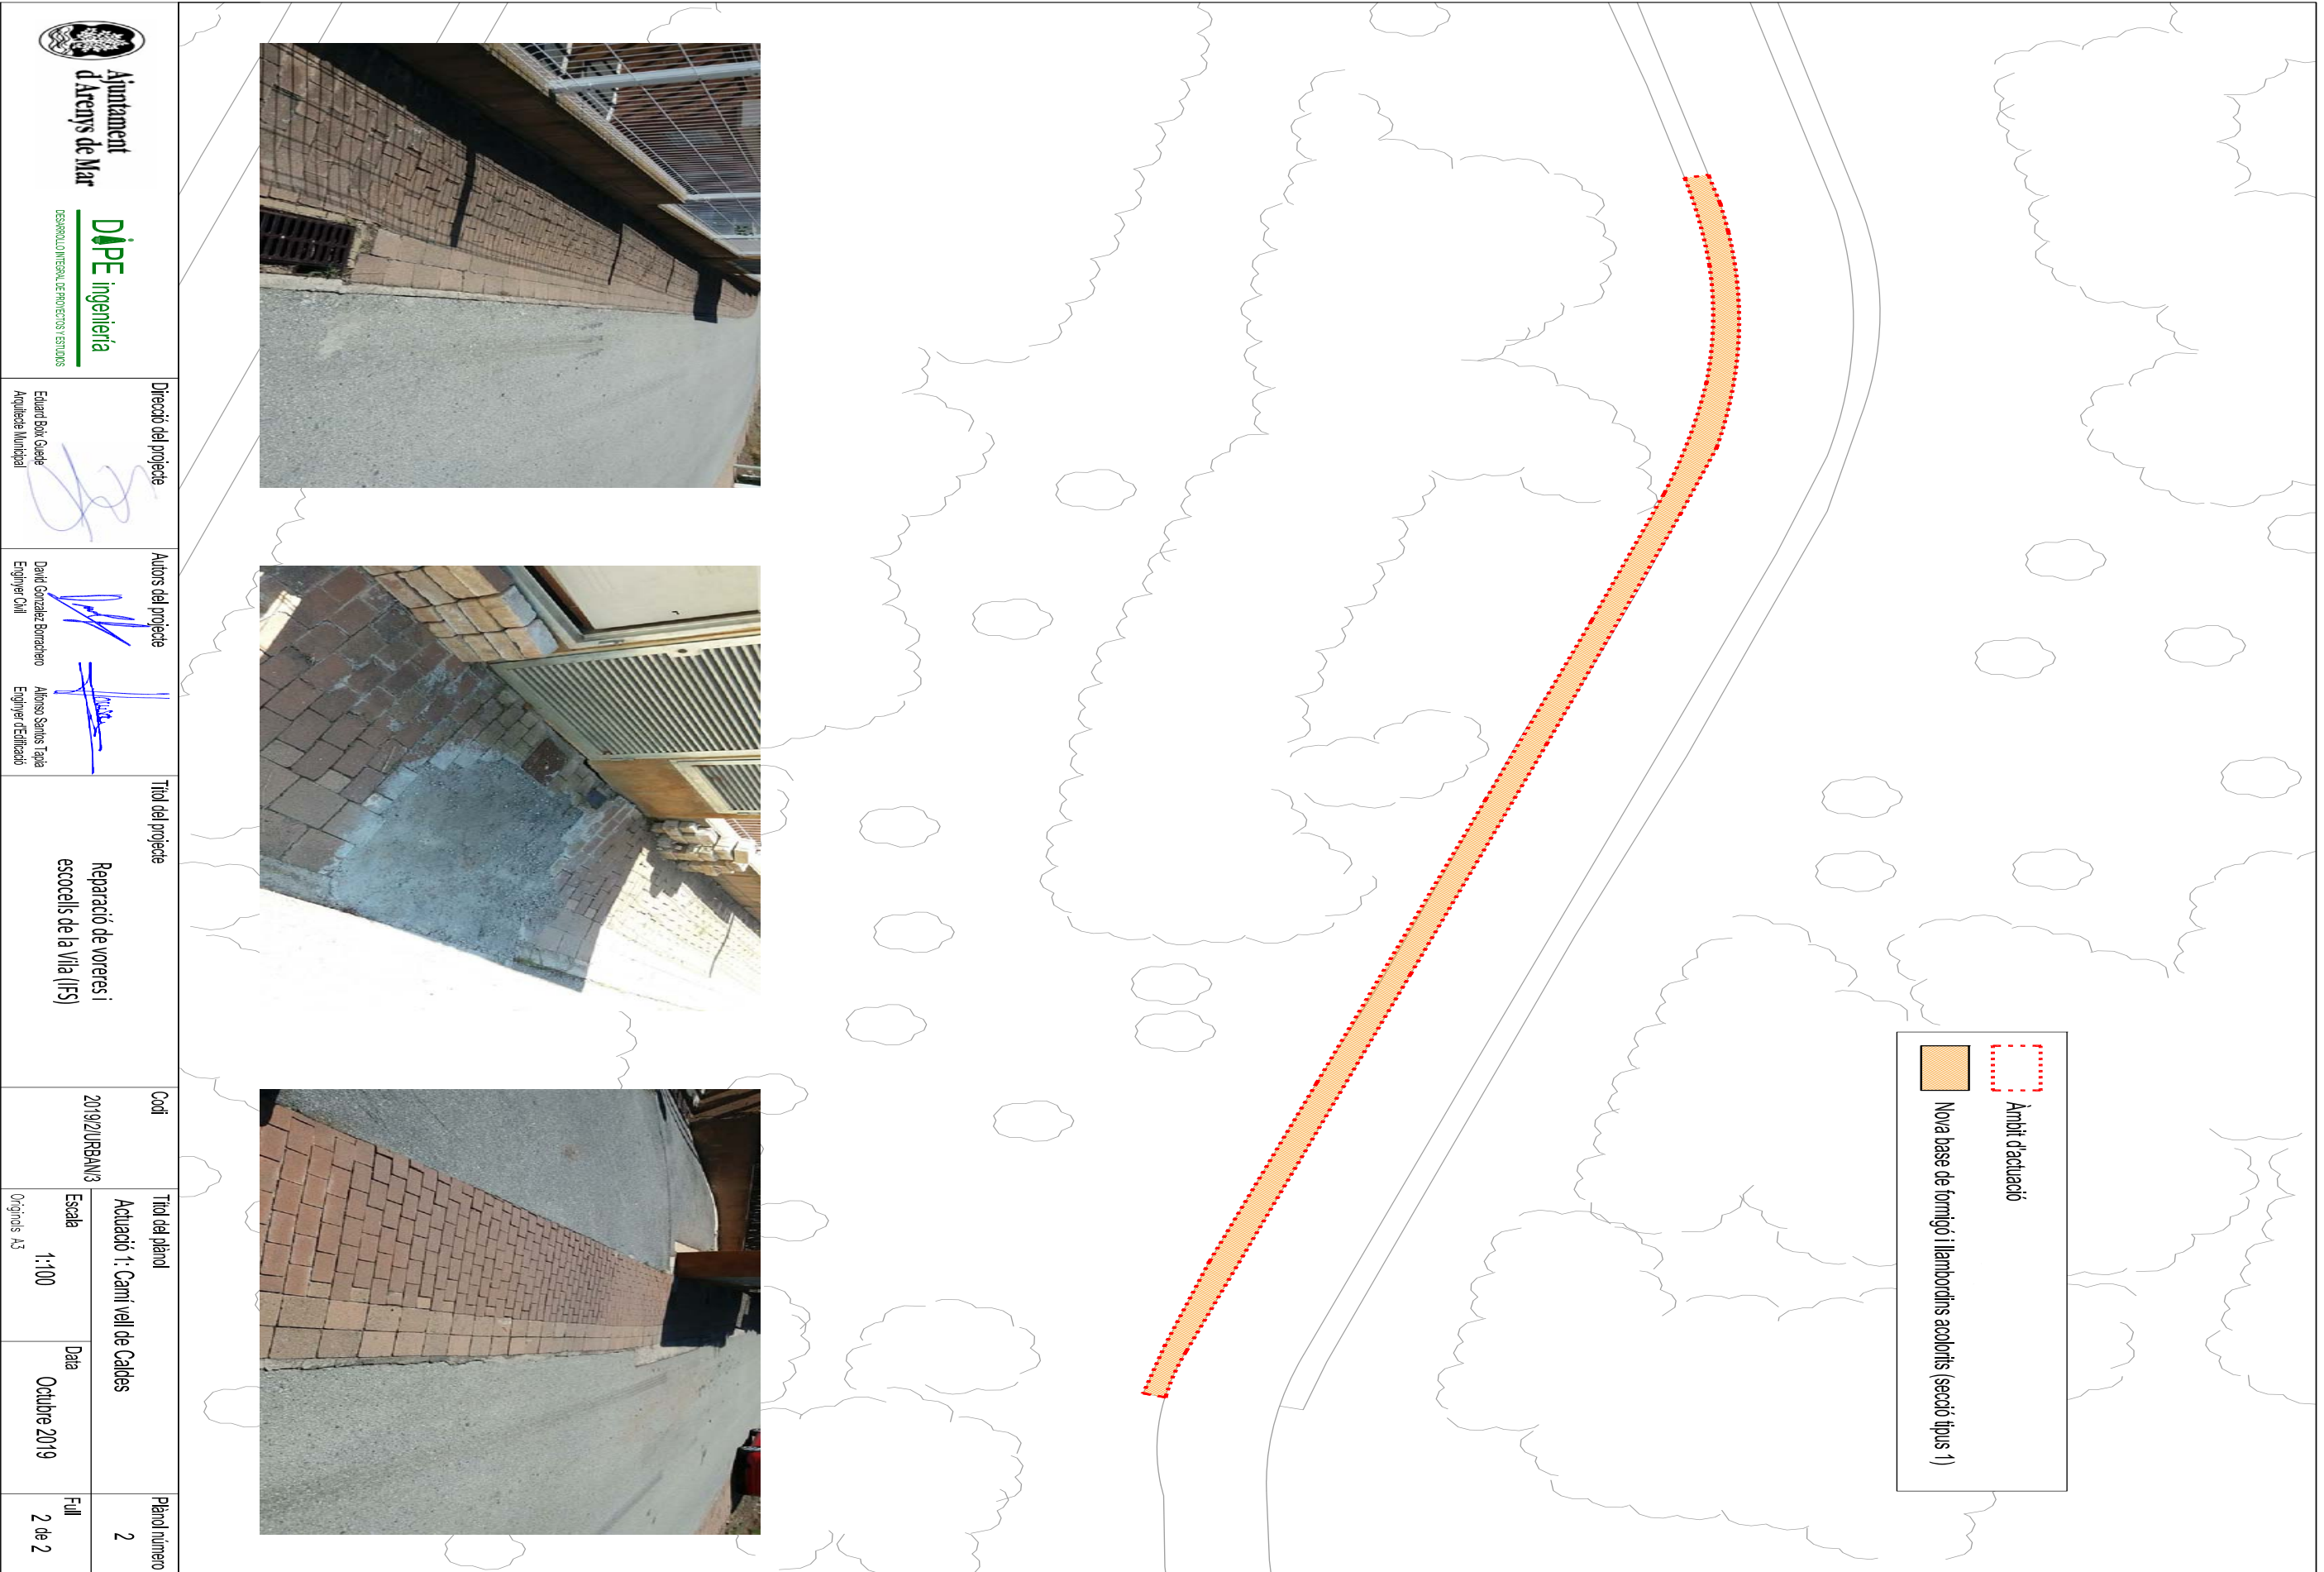 Àmbit d'actuació
Nova base de formigó i llambordins acolorits (secció tipus 1)
Ajuntament
d'Arenys de Mar
DIPE ingeniería
DESARROLLO INTEGRAL DE PROYECTOS Y ESTUDIOS
Direcció del projecte
Eduard Boix Guede
Arquitecte Municipal
Autors del projecte
David Gonzalez Borrachero
Enginyer Civil
Alfonso Santos Tapia
Enginyer d'Edificació
Títol del projecte
Reparació de voreres i
escocells de la Vila (IFS)
Codi
2019/2/URBAN/3
Títol del plànol
Actuació 1: Camí vell de Caldes
Plànol número
2
Escala
1:100
Originals A3
Data
Octubre 2019
Full
2 de 2